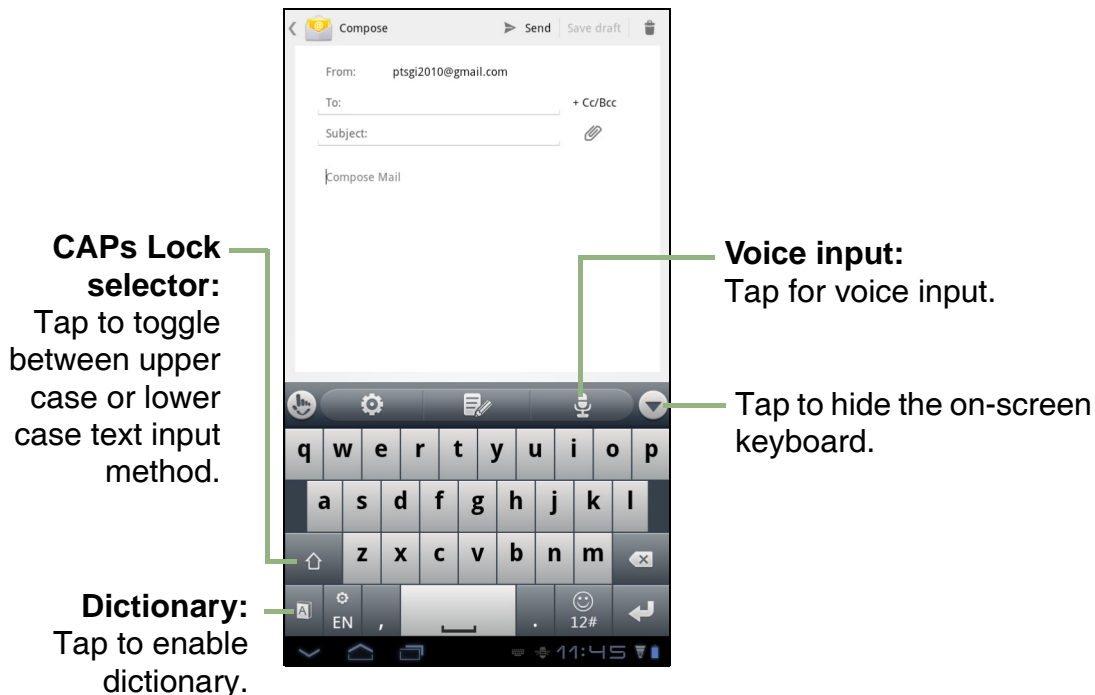 Compose
Send
Save draft
From: ptsgi2010@gmail.com
To:
+ Cc/Bcc
Subject:
Compose Mail
CAPs Lock
selector:
Tap to toggle
between upper
case or lower
case text input
method.
Voice input:
Tap for voice input.
Tap to hide the on-screen
keyboard.
q w e r t y u i o p
a s d f g h j k l
z x c v b n m
A EN , . 12#
Dictionary:
Tap to enable
dictionary.
11:45